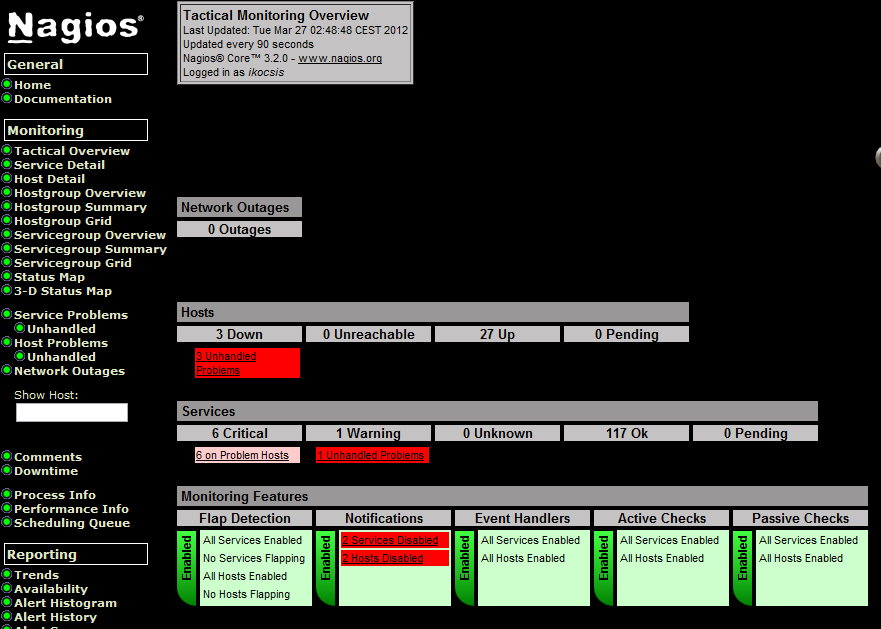 Nagios®
General
Home
Documentation
Monitoring
Tactical Overview
Service Detail
Host Detail
Hostgroup Overview
Hostgroup Summary
Hostgroup Grid
Servicegroup Overview
Servicegroup Summary
Servicegroup Grid
Status Map
3-D Status Map
Service Problems
Unhandled
Host Problems
Unhandled
Network Outages
Show Host:
Comments
Downtime
Process Info
Performance Info
Scheduling Queue
Reporting
Trends
Availability
Alert Histogram
Alert History
Tactical Monitoring Overview
Last Updated: Tue Mar 27 02:48:48 CEST 2012
Updated every 90 seconds
Nagios® Core™ 3.2.0 - www.nagios.org
Logged in as ikocsis
Network Outages
0 Outages
Hosts
3 Down 0 Unreachable 27 Up 0 Pending
3 Unhandled
Problems
Services
6 Critical 1 Warning 0 Unknown 117 Ok 0 Pending
6 on Problem Hosts 1 Unhandled Problems
Monitoring Features
Flap Detection Notifications Event Handlers Active Checks Passive Checks
Enabled
All Services Enabled
No Services Flapping
All Hosts Enabled
No Hosts Flapping
Enabled
2 Services Disabled
2 Hosts Disabled
Enabled
All Services Enabled
All Hosts Enabled
Enabled
All Services Enabled
All Hosts Enabled
Enabled
All Services Enabled
All Hosts Enabled